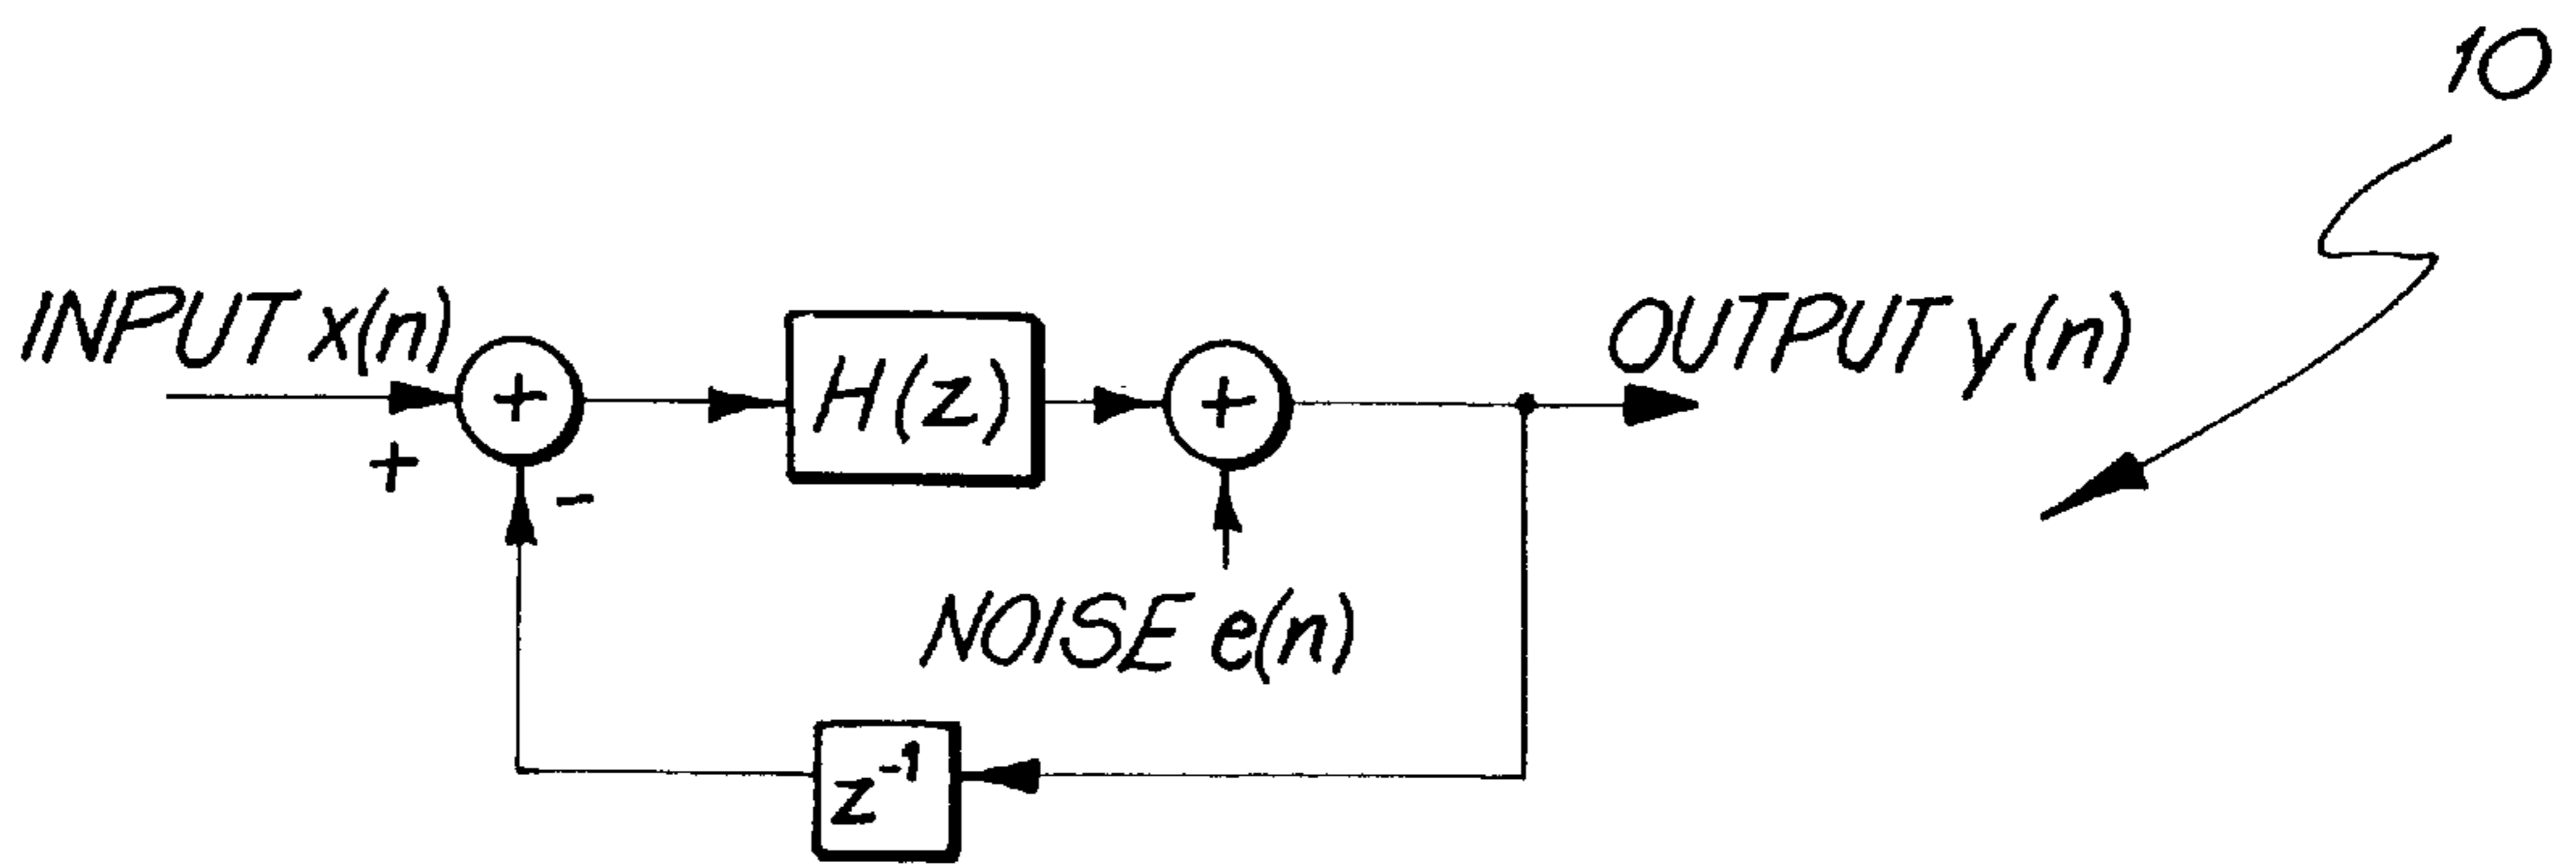 10
INPUT x(n)
+
H(z)
+
OUTPUT y(n)
+
-
NOISE e(n)
z⁻¹